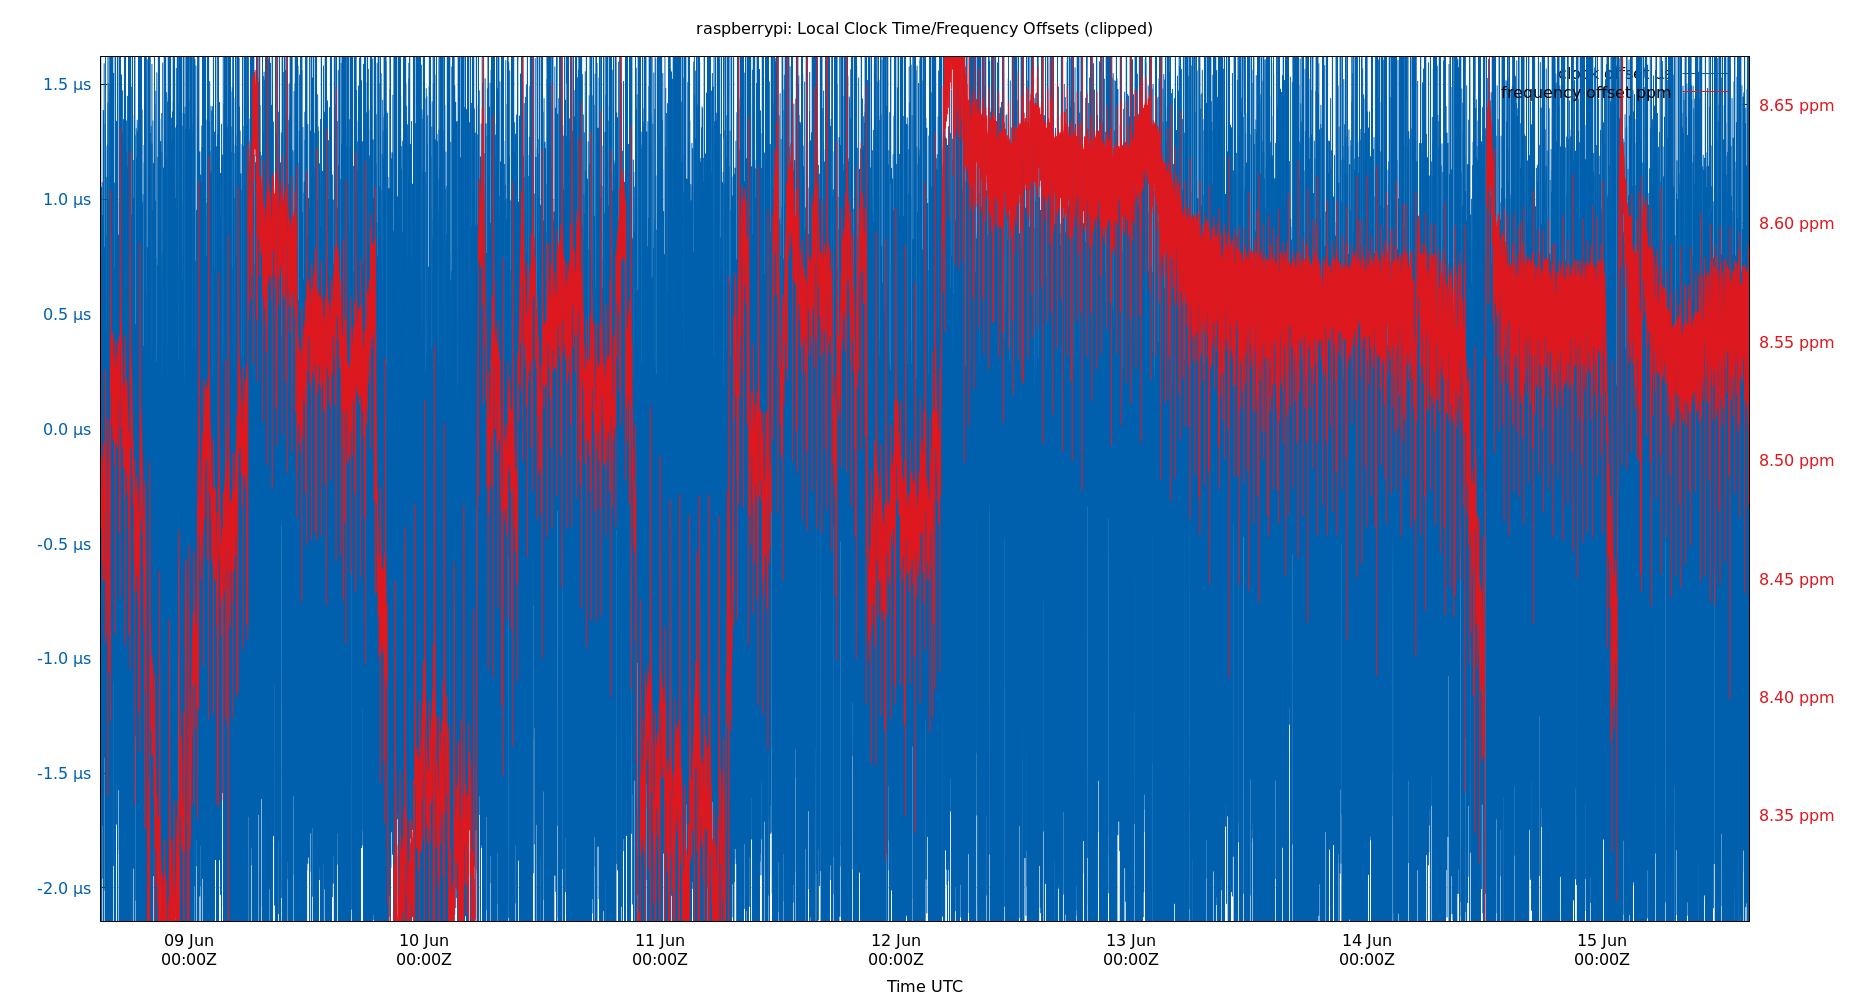 raspberrypi: Local Clock Time/Frequency Offsets (clipped)
clock offset µs
frequency offset ppm
1.5 µs
1.0 µs
0.5 µs
0.0 µs
-0.5 µs
-1.0 µs
-1.5 µs
-2.0 µs
8.65 ppm
8.60 ppm
8.55 ppm
8.50 ppm
8.45 ppm
8.40 ppm
8.35 ppm
09 Jun 10 Jun 11 Jun 12 Jun 13 Jun 14 Jun 15 Jun
00:00Z 00:00Z 00:00Z 00:00Z 00:00Z 00:00Z 00:00Z
Time UTC